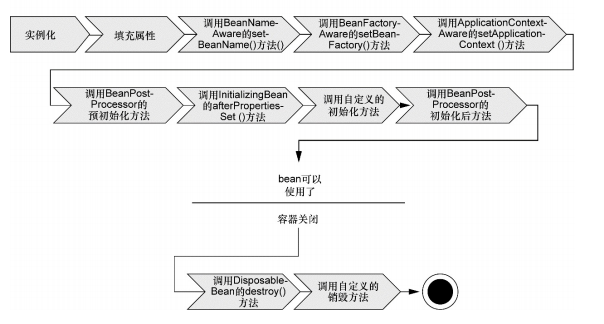 实例化
填充属性
调用BeanName-
Aware的set-
BeanName()方法()
调用BeanFactory-
Aware的setBean-
Factory()方法
调用ApplicationContext-
Aware的setApplication-
Context ()方法
调用BeanPost-
Processor的
预初始化方法
调用InitializingBean
的afterProperties-
Set ()方法
调用自定义的
初始化方法
调用BeanPost-
Processor的
初始化后方法
bean可以
使用了
容器关闭
调用Disposable-
Bean的destroy()
方法
调用自定义的
销毁方法